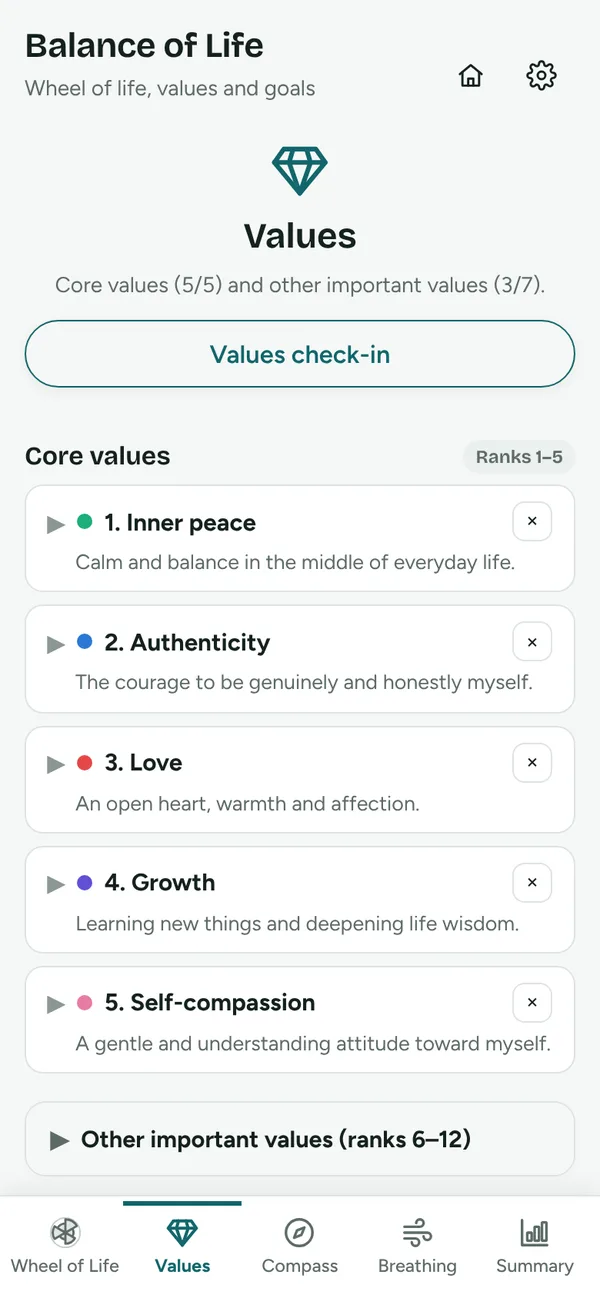 Balance of Life
Wheel of life, values and goals
Values
Core values (5/5) and other important values (3/7).
Values check-in
Core values
Ranks 1–5
1. Inner peace
Calm and balance in the middle of everyday life.
2. Authenticity
The courage to be genuinely and honestly myself.
3. Love
An open heart, warmth and affection.
4. Growth
Learning new things and deepening life wisdom.
5. Self-compassion
A gentle and understanding attitude toward myself.
Other important values (ranks 6–12)
Wheel of Life
Values
Compass
Breathing
Summary